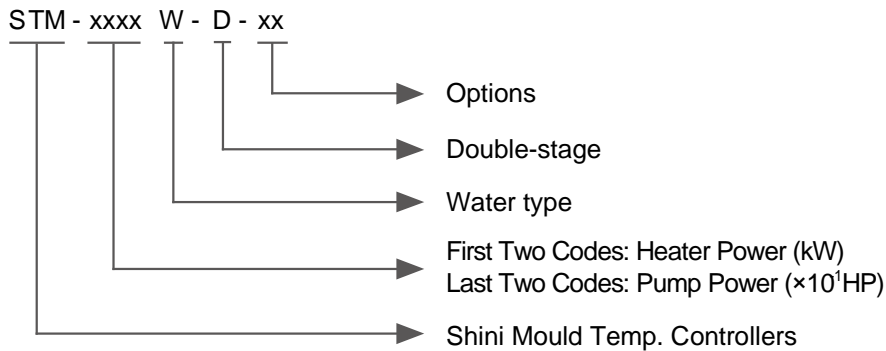 STM - xxxx W - D - xx
Options
Double-stage
Water type
First Two Codes: Heater Power (kW)
Last Two Codes: Pump Power (×10¹HP)
Shini Mould Temp. Controllers